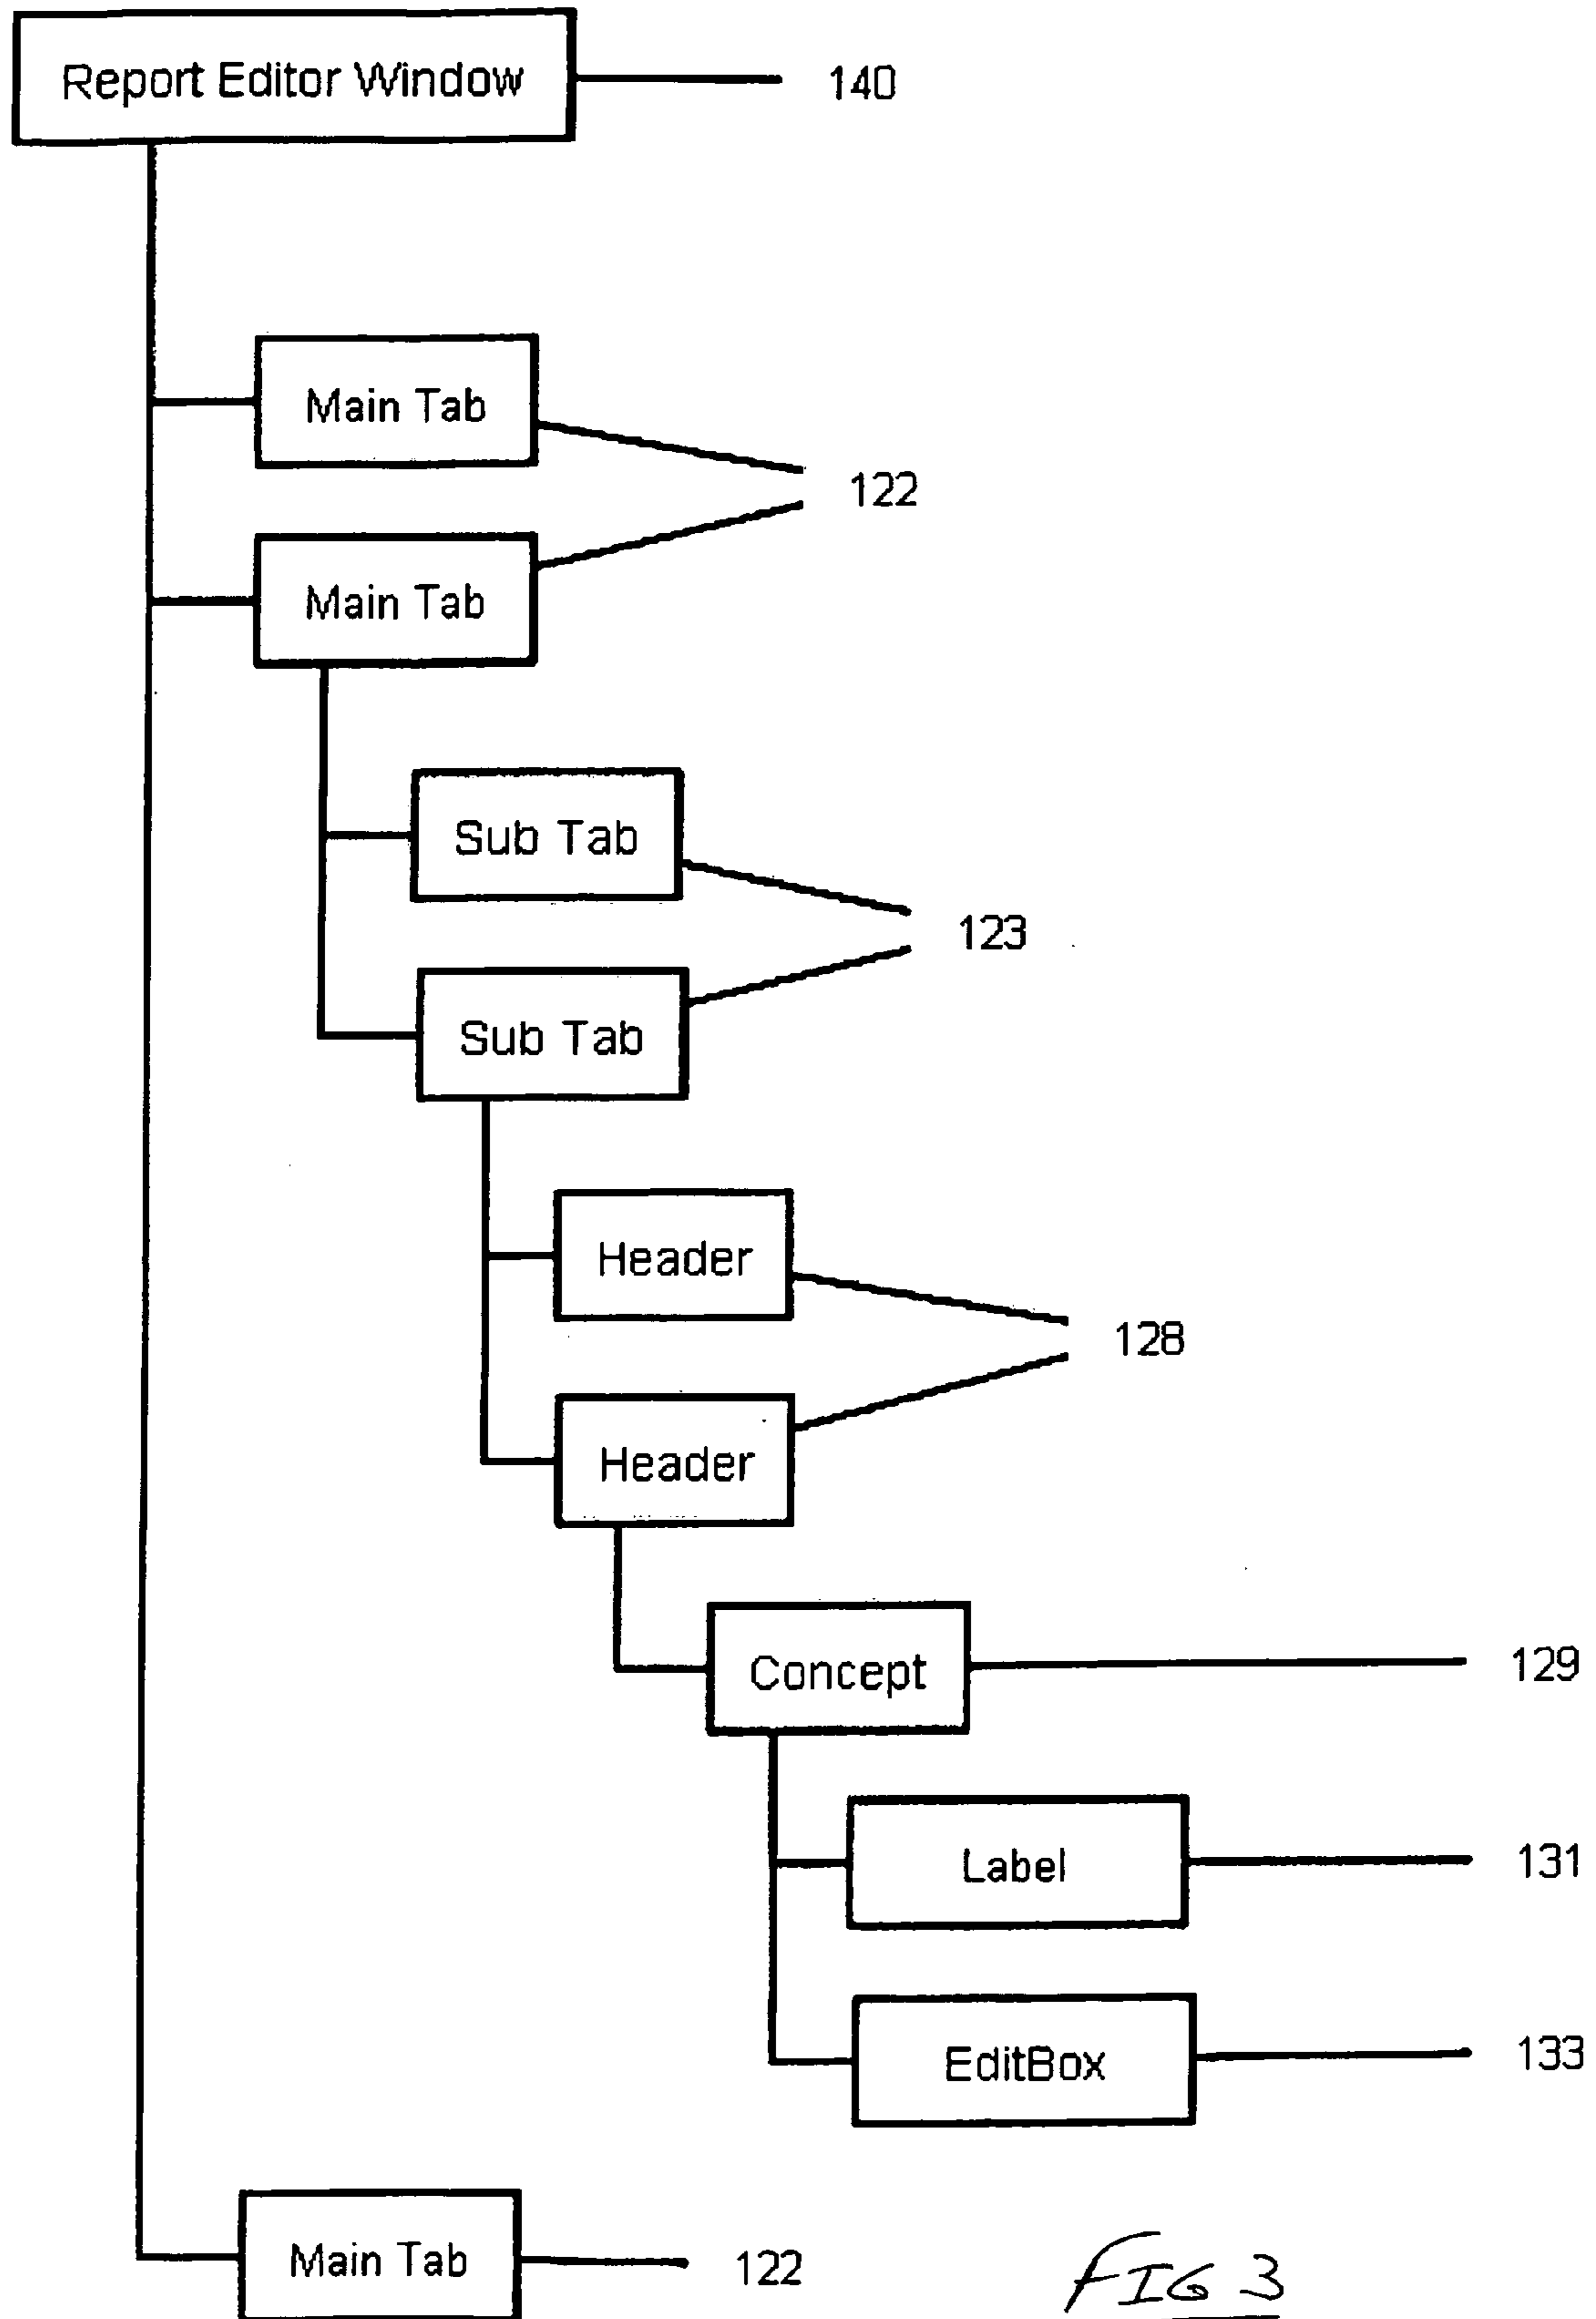 Report Editor Window 140
Main Tab
122
Main Tab
Sub Tab
123
Sub Tab
Header
128
Header
Concept 129
Label 131
EditBox 133
Main Tab 122
FIG 3